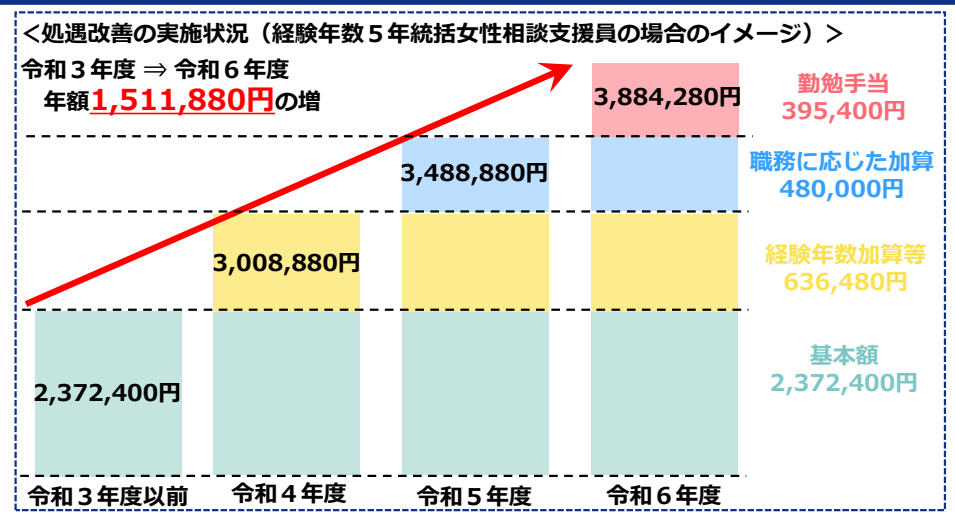 ＜処遇改善の実施状況（経験年数５年統括女性相談支援員の場合のイメージ）＞
令和３年度 ⇒ 令和６年度
年額1,511,880円の増
3,884,280円
勤勉手当
395,400円
3,488,880円
職務に応じた加算
480,000円
3,008,880円
経験年数加算等
636,480円
2,372,400円
基本額
2,372,400円
令和３年度以前
令和４年度
令和５年度
令和６年度